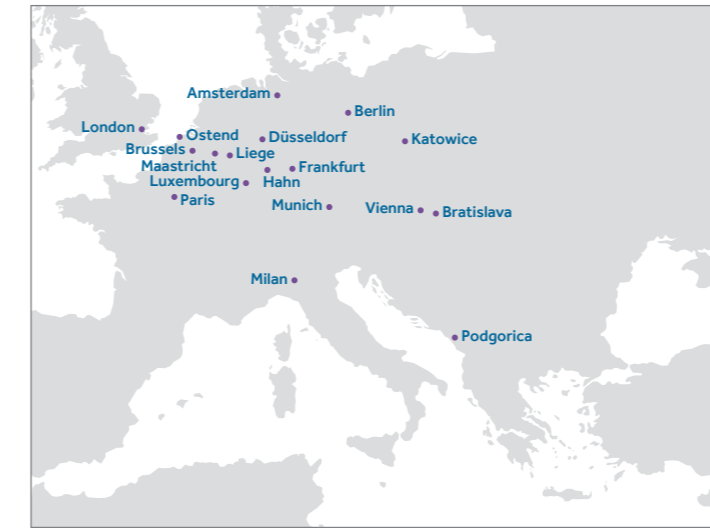 Amsterdam
Berlin
London
Ostend
Düsseldorf
Katowice
Brussels
Liege
Maastricht
Frankfurt
Luxembourg
Hahn
Paris
Munich
Vienna
Bratislava
Milan
Podgorica